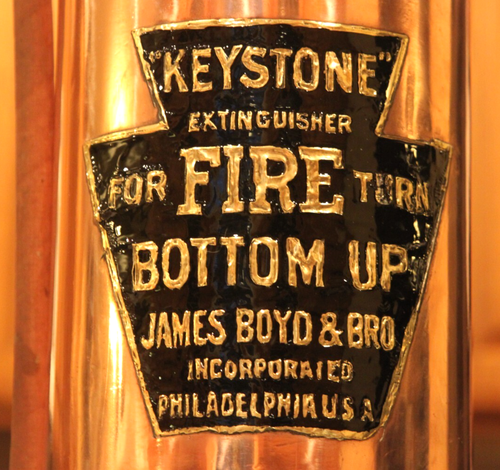 "KEYSTONE"
EXTINGUISHER
FOR FIRE TURN
BOTTOM UP
JAMES BOYD & BRO
INCORPORATED
PHILADELPHIA U S A